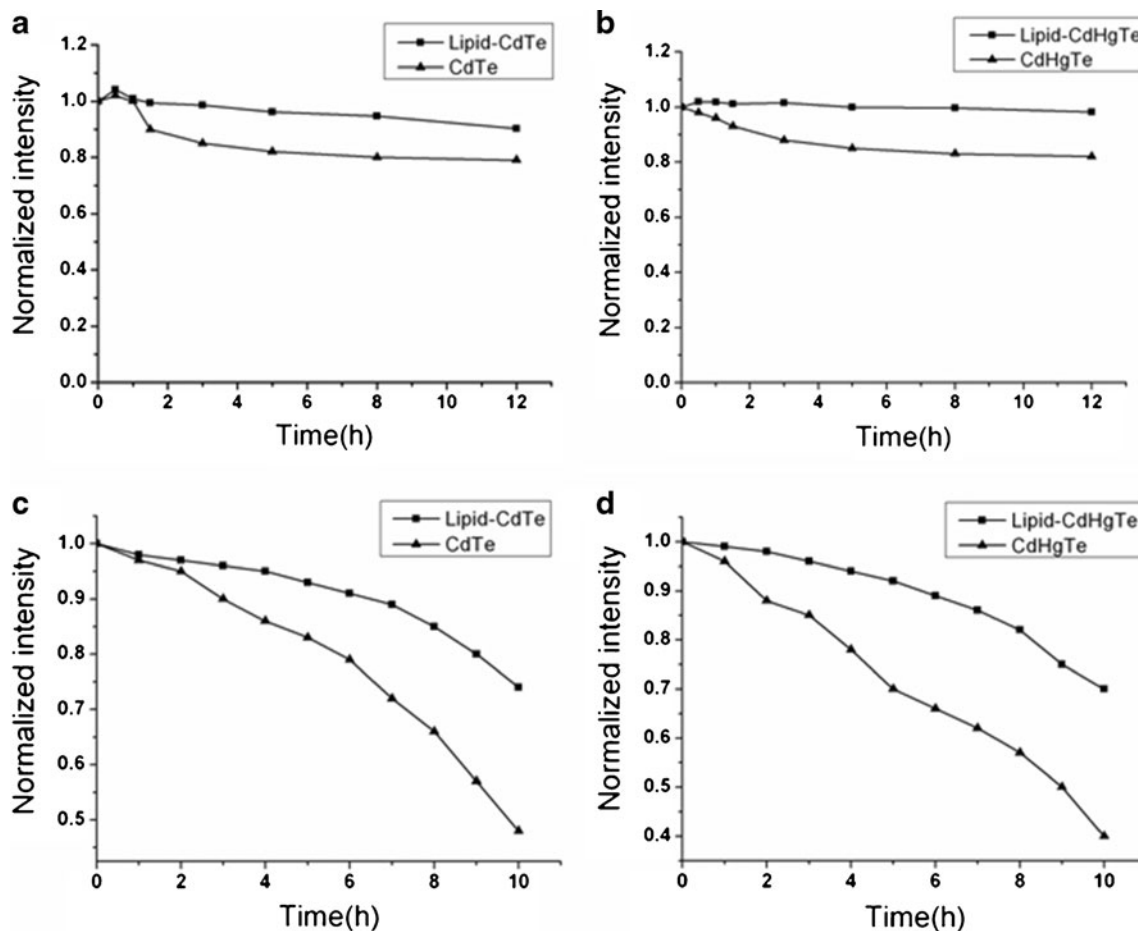 a
Lipid-CdTe
CdTe
Normalized intensity
1.2
1.0
0.8
0.6
0.4
0.2
0.0
0 2 4 6 8 10 12
Time(h)
b
Lipid-CdHgTe
CdHgTe
Normalized intensity
1.2
1.0
0.8
0.6
0.4
0.2
0.0
0 2 4 6 8 10 12
Time(h)
c
Lipid-CdTe
CdTe
Normalized intensity
1.0
0.9
0.8
0.7
0.6
0.5
0 2 4 6 8 10
Time(h)
d
Lipid-CdHgTe
CdHgTe
Normalized intensity
1.0
0.9
0.8
0.7
0.6
0.5
0.4
0 2 4 6 8 10
Time(h)